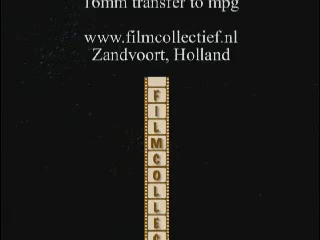 16mm transfer to mpg
www.filmcollectief.nl
Zandvoort, Holland
FILMCOLLEC